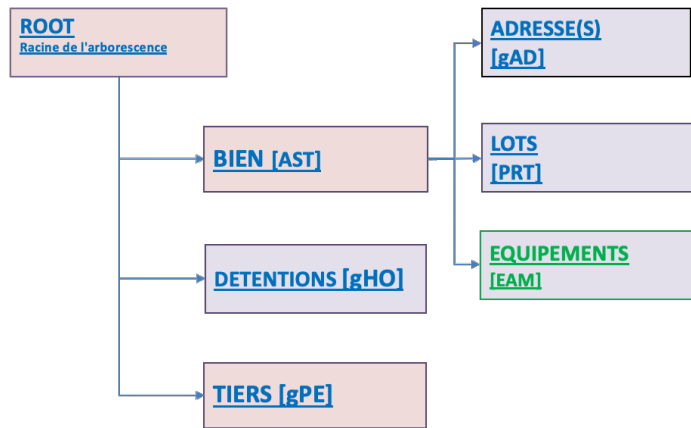 ROOT
Racine de l'arborescence
ADRESSE(S)
[gAD]
BIEN [AST]
LOTS
[PRT]
EQUIPEMENTS
[EAM]
DETENTIONS [gHO]
TIERS [gPE]